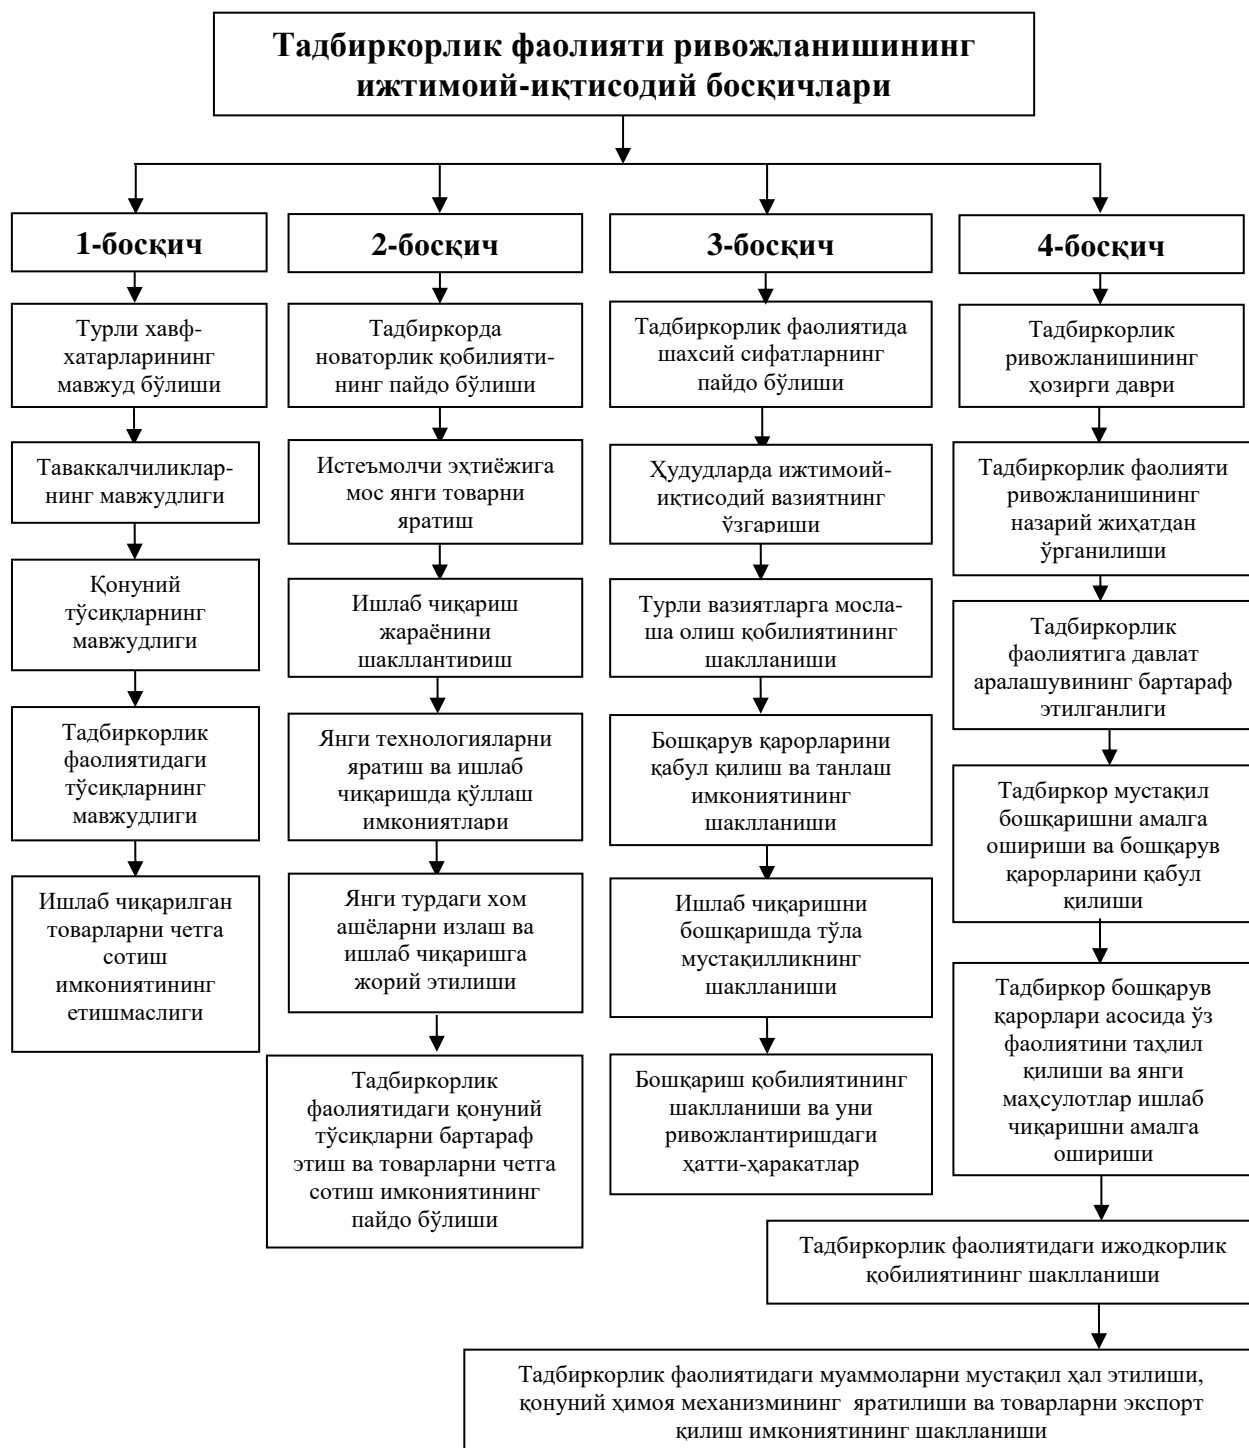 Тадбиркорлик фаолияти ривожланишининг
ижтимоий-иқтисодий босқичлари
1-босқич
Турли хавф-
хатарларининг
мавжуд бўлиши
Таваккалчиликлар-
нинг мавжудлиги
Қонуний
тўсиқларнинг
мавжудлиги
Тадбиркорлик
фаолиятидаги
тўсиқларнинг
мавжудлиги
Ишлаб чиқарилган
товарларни четга
сотиш
имкониятининг
етишмаслиги
2-босқич
Тадбиркорда
новаторлик қобилияти-
нинг пайдо бўлиши
Истеъмолчи эҳтиёжига
мос янги товарни
яратиш
Ишлаб чиқариш
жараёнини
шакллантириш
Янги технологияларни
яратиш ва ишлаб
чиқаришда қўллаш
имкониятлари
Янги турдаги хом
ашёларни излаш ва
ишлаб чиқаришга
жорий этилиши
Тадбиркорлик
фаолиятидаги қонуний
тўсиқларни бартараф
этиш ва товарларни четга
сотиш имкониятининг
пайдо бўлиши
3-босқич
Тадбиркорлик фаолиятида
шахсий сифатларнинг
пайдо бўлиши
Ҳудудларда ижтимоий-
иқтисодий вазиятнинг
ўзгариши
Турли вазиятларга мосла-
ша олиш қобилиятининг
шаклланиши
Бошқарув қарорларини
қабул қилиш ва танлаш
имкониятининг
шаклланиши
Ишлаб чиқаришни
бошқаришда тўла
мустақилликнинг
шаклланиши
Бошқариш қобилиятининг
шаклланиши ва уни
ривожлантиришдаги
ҳатти-ҳаракатлар
4-босқич
Тадбиркорлик
ривожланишининг
ҳозирги даври
Тадбиркорлик фаолияти
ривожланишининг
назарий жиҳатдан
ўрганилиши
Тадбиркорлик
фаолиятига давлат
аралашувининг бартараф
этилганлиги
Тадбиркор мустақил
бошқаришни амалга
ошириши ва бошқарув
қарорларини қабул
қилиши
Тадбиркор бошқарув
қарорлари асосида ўз
фаолиятини таҳлил
қилиши ва янги
маҳсулотлар ишлаб
чиқаришни амалга
ошириши
Тадбиркорлик фаолиятидаги ижодкорлик
қобилиятининг шаклланиши
Тадбиркорлик фаолиятидаги муаммоларни мустақил ҳал этилиши,
қонуний ҳимоя механизмининг яратилиши ва товарларни экспорт
қилиш имкониятининг шаклланиши